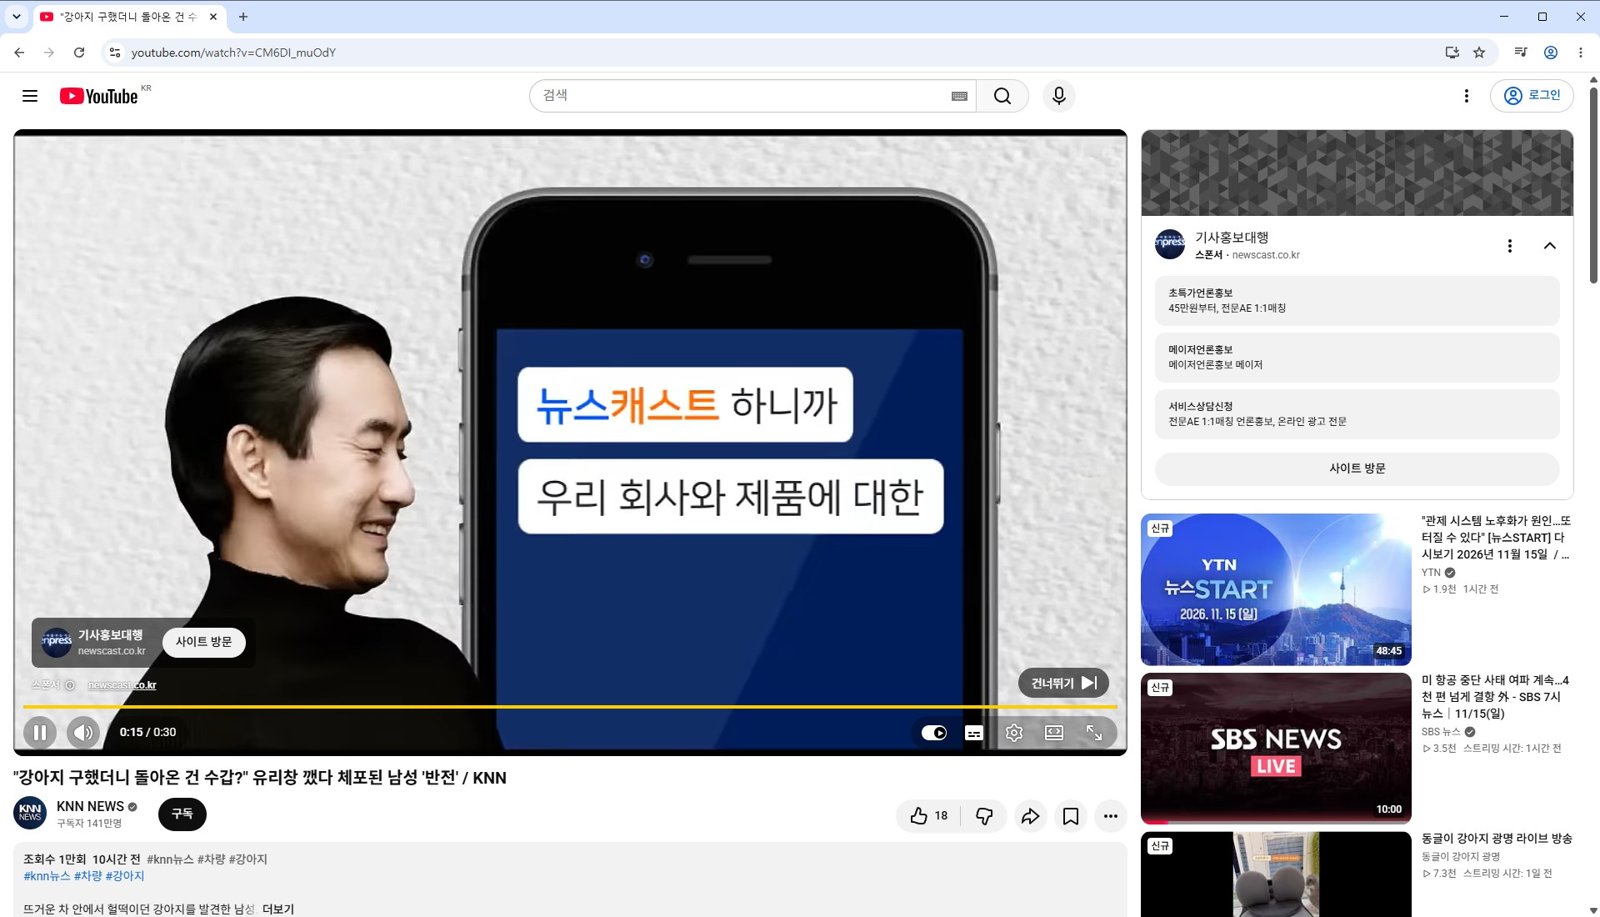 "강아지 구했더니 돌아온 건 수
youtube.com/watch?v=CM6DI_muOdY
YouTube KR
검색
로그인
뉴스캐스트 하니까
우리 회사와 제품에 대한
npress
기사홍보대행
newscast.co.kr
사이트 방문
스폰서
newscast.co.kr
건너뛰기
0:15 / 0:30
"강아지 구했더니 돌아온 건 수갑?" 유리창 깼다 체포된 남성 '반전' / KNN
KNN NEWS
KNN NEWS
구독자 141만명
구독
18
조회수 1만회 10시간 전 #knn뉴스 #차량 #강아지
#knn뉴스 #차량 #강아지
뜨거운 차 안에서 헐떡이던 강아지를 발견한 남성. 더보기
npress
기사홍보대행
스폰서 · newscast.co.kr
초특가언론홍보
45만원부터, 전문AE 1:1매칭
메이저언론홍보
메이저언론홍보 메이저
서비스상담신청
전문AE 1:1매칭 언론홍보, 온라인 광고 전문
사이트 방문
신규
YTN
뉴스START
2026. 11. 15 (일)
48:45
"관제 시스템 노후화가 원인...또
터질 수 있다" [뉴스START] 다
시보기 2026년 11월 15일 / ...
YTN
1.9천 1시간 전
신규
SBS NEWS
LIVE
10:00
미 항공 중단 사태 여파 계속...4
천 편 넘게 결항 外 - SBS 7시
뉴스｜11/15(일)
SBS 뉴스
3.5천 스트리밍 시간: 1시간 전
신규
동글이 강아지 광명 라이브 방송
동글이 강아지 광명
7.3천 스트리밍 시간: 1일 전